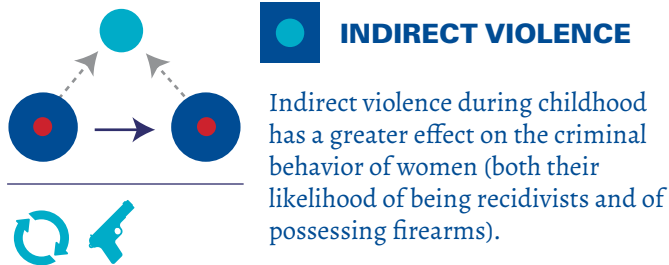 INDIRECT VIOLENCE
Indirect violence during childhood
has a greater effect on the criminal
behavior of women (both their
likelihood of being recidivists and of
possessing firearms).